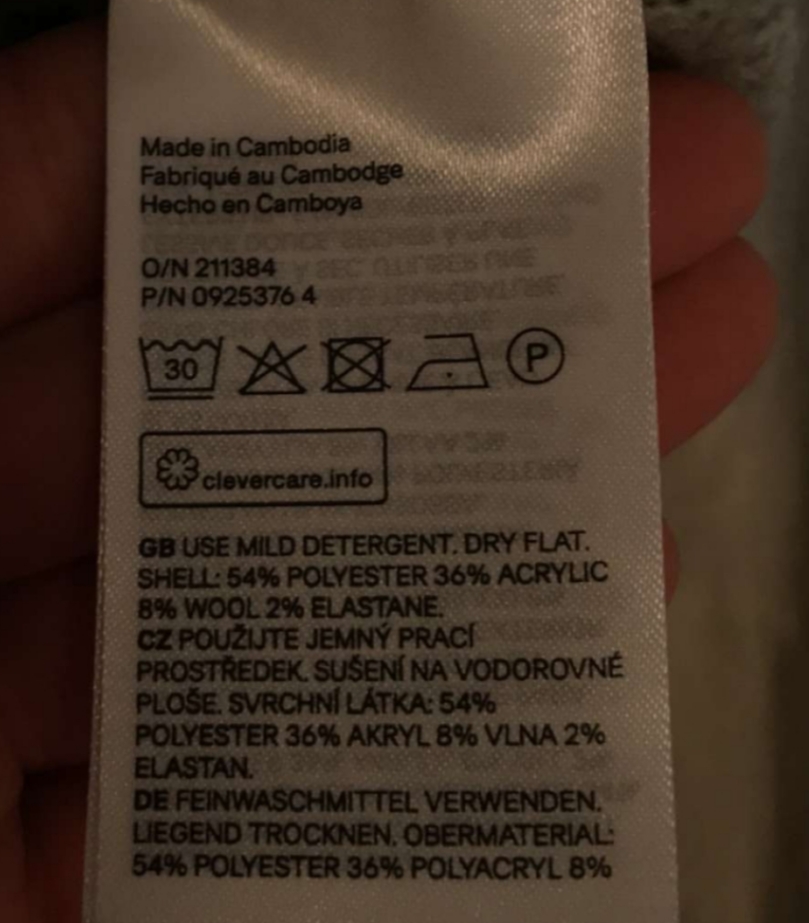 Made in Cambodia
Fabriqué au Cambodge
Hecho en Camboya
O/N 211384
P/N 0925376 4
30 P
clevercare.info
GB USE MILD DETERGENT. DRY FLAT.
SHELL: 54% POLYESTER 36% ACRYLIC
8% WOOL 2% ELASTANE.
CZ POUŽIJTE JEMNÝ PRACÍ
PROSTŘEDEK. SUŠENÍ NA VODOROVNÉ
PLOŠE. SVRCHNÍ LÁTKA: 54%
POLYESTER 36% AKRYL 8% VLNA 2%
ELASTAN.
DE FEINWASCHMITTEL VERWENDEN.
LIEGEND TROCKNEN. OBERMATERIAL:
54% POLYESTER 36% POLYACRYL 8%